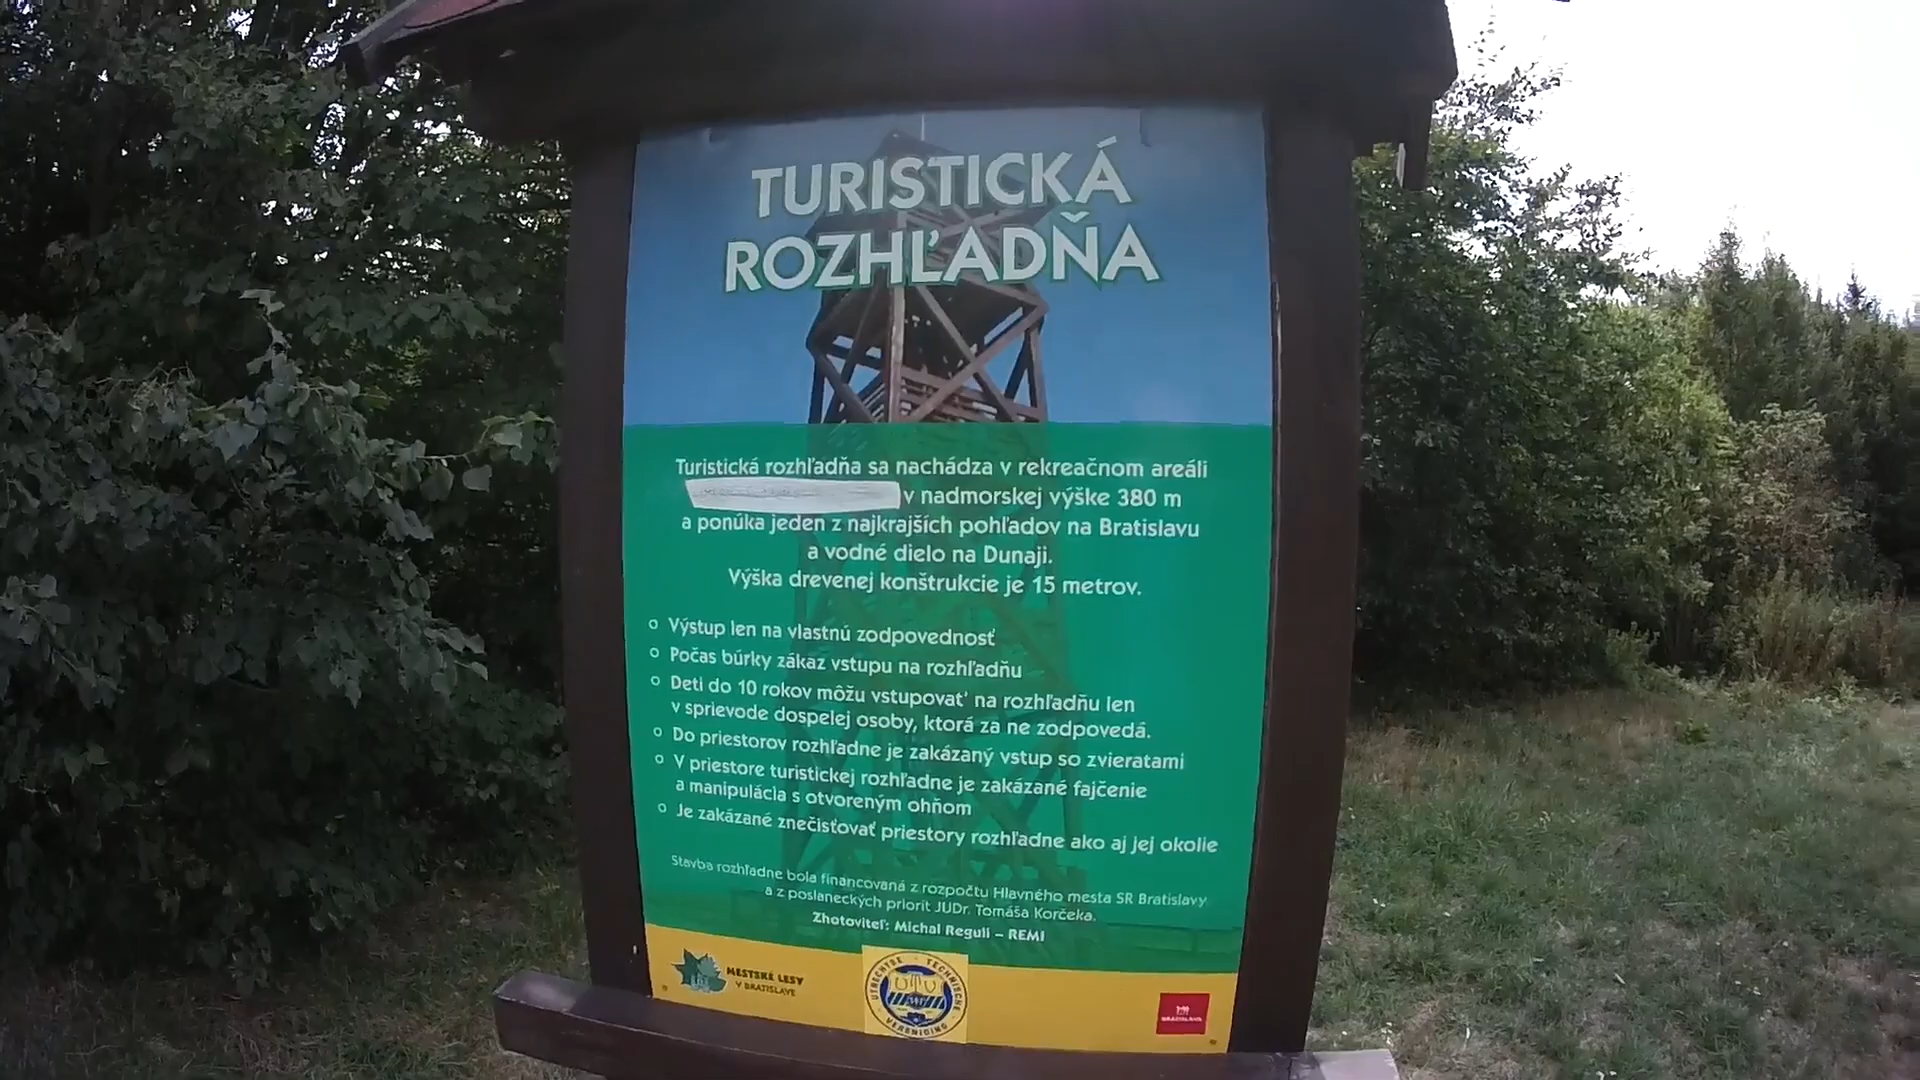 TURISTICKÁ
ROZHĽADŇA
Turistická rozhľadňa sa nachádza v rekreačnom areáli
v nadmorskej výške 380 m
a ponúka jeden z najkrajších pohľadov na Bratislavu
a vodné dielo na Dunaji.
Výška drevenej konštrukcie je 15 metrov.
o Výstup len na vlastnú zodpovednosť
o Počas búrky zákaz vstupu na rozhľadňu
o Deti do 10 rokov môžu vstupovať na rozhľadňu len
v sprievode dospelej osoby, ktorá za ne zodpovedá.
o Do priestorov rozhľadne je zakázaný vstup so zvieratami
o V priestore turistickej rozhľadne je zakázané fajčenie
a manipulácia s otvoreným ohňom
o Je zakázané znečisťovať priestory rozhľadne ako aj jej okolie
Stavba rozhľadne bola financovaná z rozpočtu Hlavného mesta SR Bratislavy
a z poslaneckých priorít JUDr. Tomáša Korčeka.
Zhotoviteľ: Michal Reguli – REMI
MESTSKÉ LESY
V BRATISLAVE
UTRECHTSE TECHNISCHE
VERENIGING
BRATISLAVA